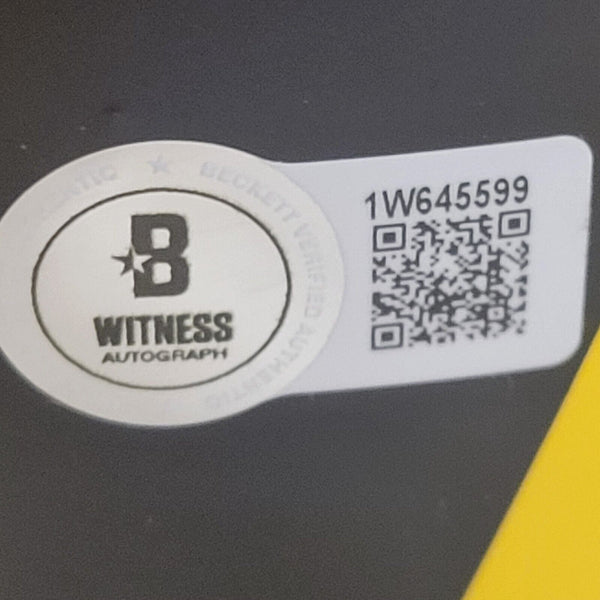 BECKETT VERIFIED AUTHENTIC
B
WITNESS
AUTOGRAPH
1W645599